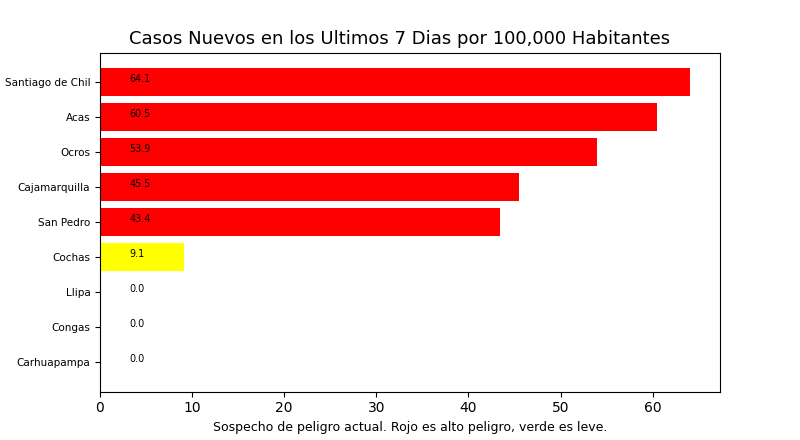 Casos Nuevos en los Ultimos 7 Dias por 100,000 Habitantes
Santiago de Chil 64.1
Acas 60.5
Ocros 53.9
Cajamarquilla 45.5
San Pedro 43.4
Cochas 9.1
Llipa 0.0
Congas 0.0
Carhuapampa 0.0
0 10 20 30 40 50 60
Sospecho de peligro actual. Rojo es alto peligro, verde es leve.